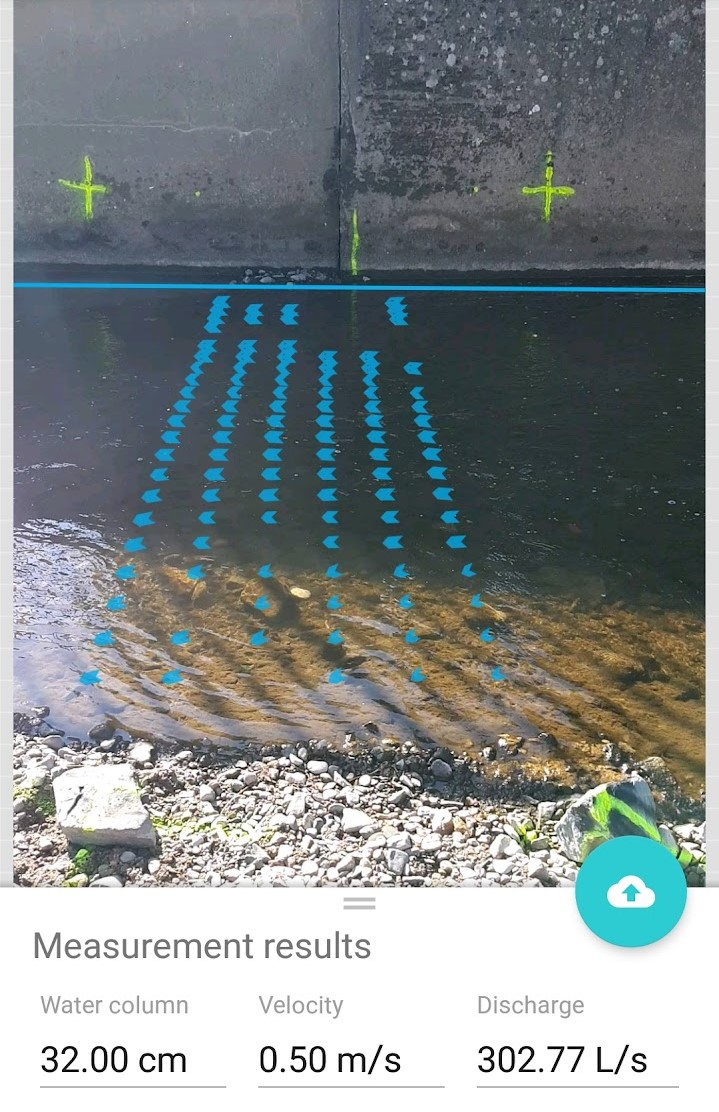 Measurement results
Water column Velocity Discharge
32.00 cm 0.50 m/s 302.77 L/s